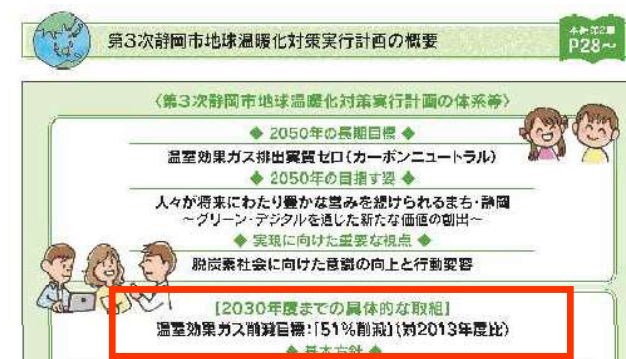 第3次静岡市地球温暖化対策実行計画の概要
本編第2章
P28~
〈第3次静岡市地球温暖化対策実行計画の体系等〉
◆ 2050年の長期目標 ◆
温室効果ガス排出実質ゼロ(カーボンニュートラル)
◆ 2050年の目指す姿 ◆
人々が将来にわたり豊かな営みを続けられるまち・静岡
~グリーン・デジタルを通じた新たな価値の創出~
◆ 実現に向けた重要な視点 ◆
脱炭素社会に向けた意識の向上と行動変容
[2030年度までの具体的な取組]
温室効果ガス削減目標:「51%削減」(対2013年度比)
◆ 基本方針 ◆